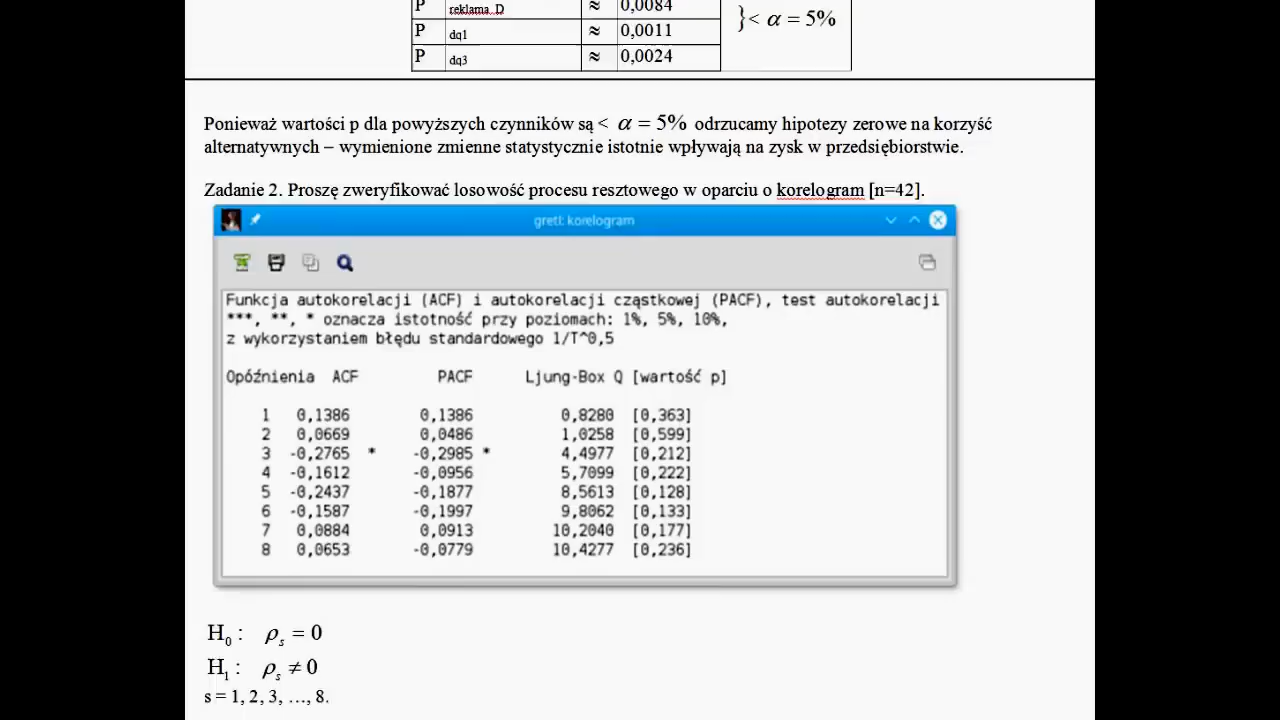 P reklama_D ≈ 0,0084
P dq1 ≈ 0,0011
P dq3 ≈ 0,0024
}< α = 5%
Ponieważ wartości p dla powyższych czynników są < α = 5% odrzucamy hipotezy zerowe na korzyść
alternatywnych – wymienione zmienne statystycznie istotnie wpływają na zysk w przedsiębiorstwie.
Zadanie 2. Proszę zweryfikować losowość procesu resztowego w oparciu o korelogram [n=42].
gretl: korelogram
Funkcja autokorelacji (ACF) i autokorelacji cząstkowej (PACF), test autokorelacji
***, **, * oznacza istotność przy poziomach: 1%, 5%, 10%,
z wykorzystaniem błędu standardowego 1/T^0,5
Opóźnienia ACF PACF Ljung-Box Q [wartość p]
1 0,1386 0,1386 0,8280 [0,363]
2 0,0669 0,0486 1,0258 [0,599]
3 -0,2765 * -0,2985 * 4,4977 [0,212]
4 -0,1612 -0,0956 5,7099 [0,222]
5 -0,2437 -0,1877 8,5613 [0,128]
6 -0,1587 -0,1997 9,8062 [0,133]
7 0,0884 0,0913 10,2040 [0,177]
8 0,0653 -0,0779 10,4277 [0,236]
H₀ : ρₛ = 0
H₁ : ρₛ ≠ 0
s = 1, 2, 3, …, 8.